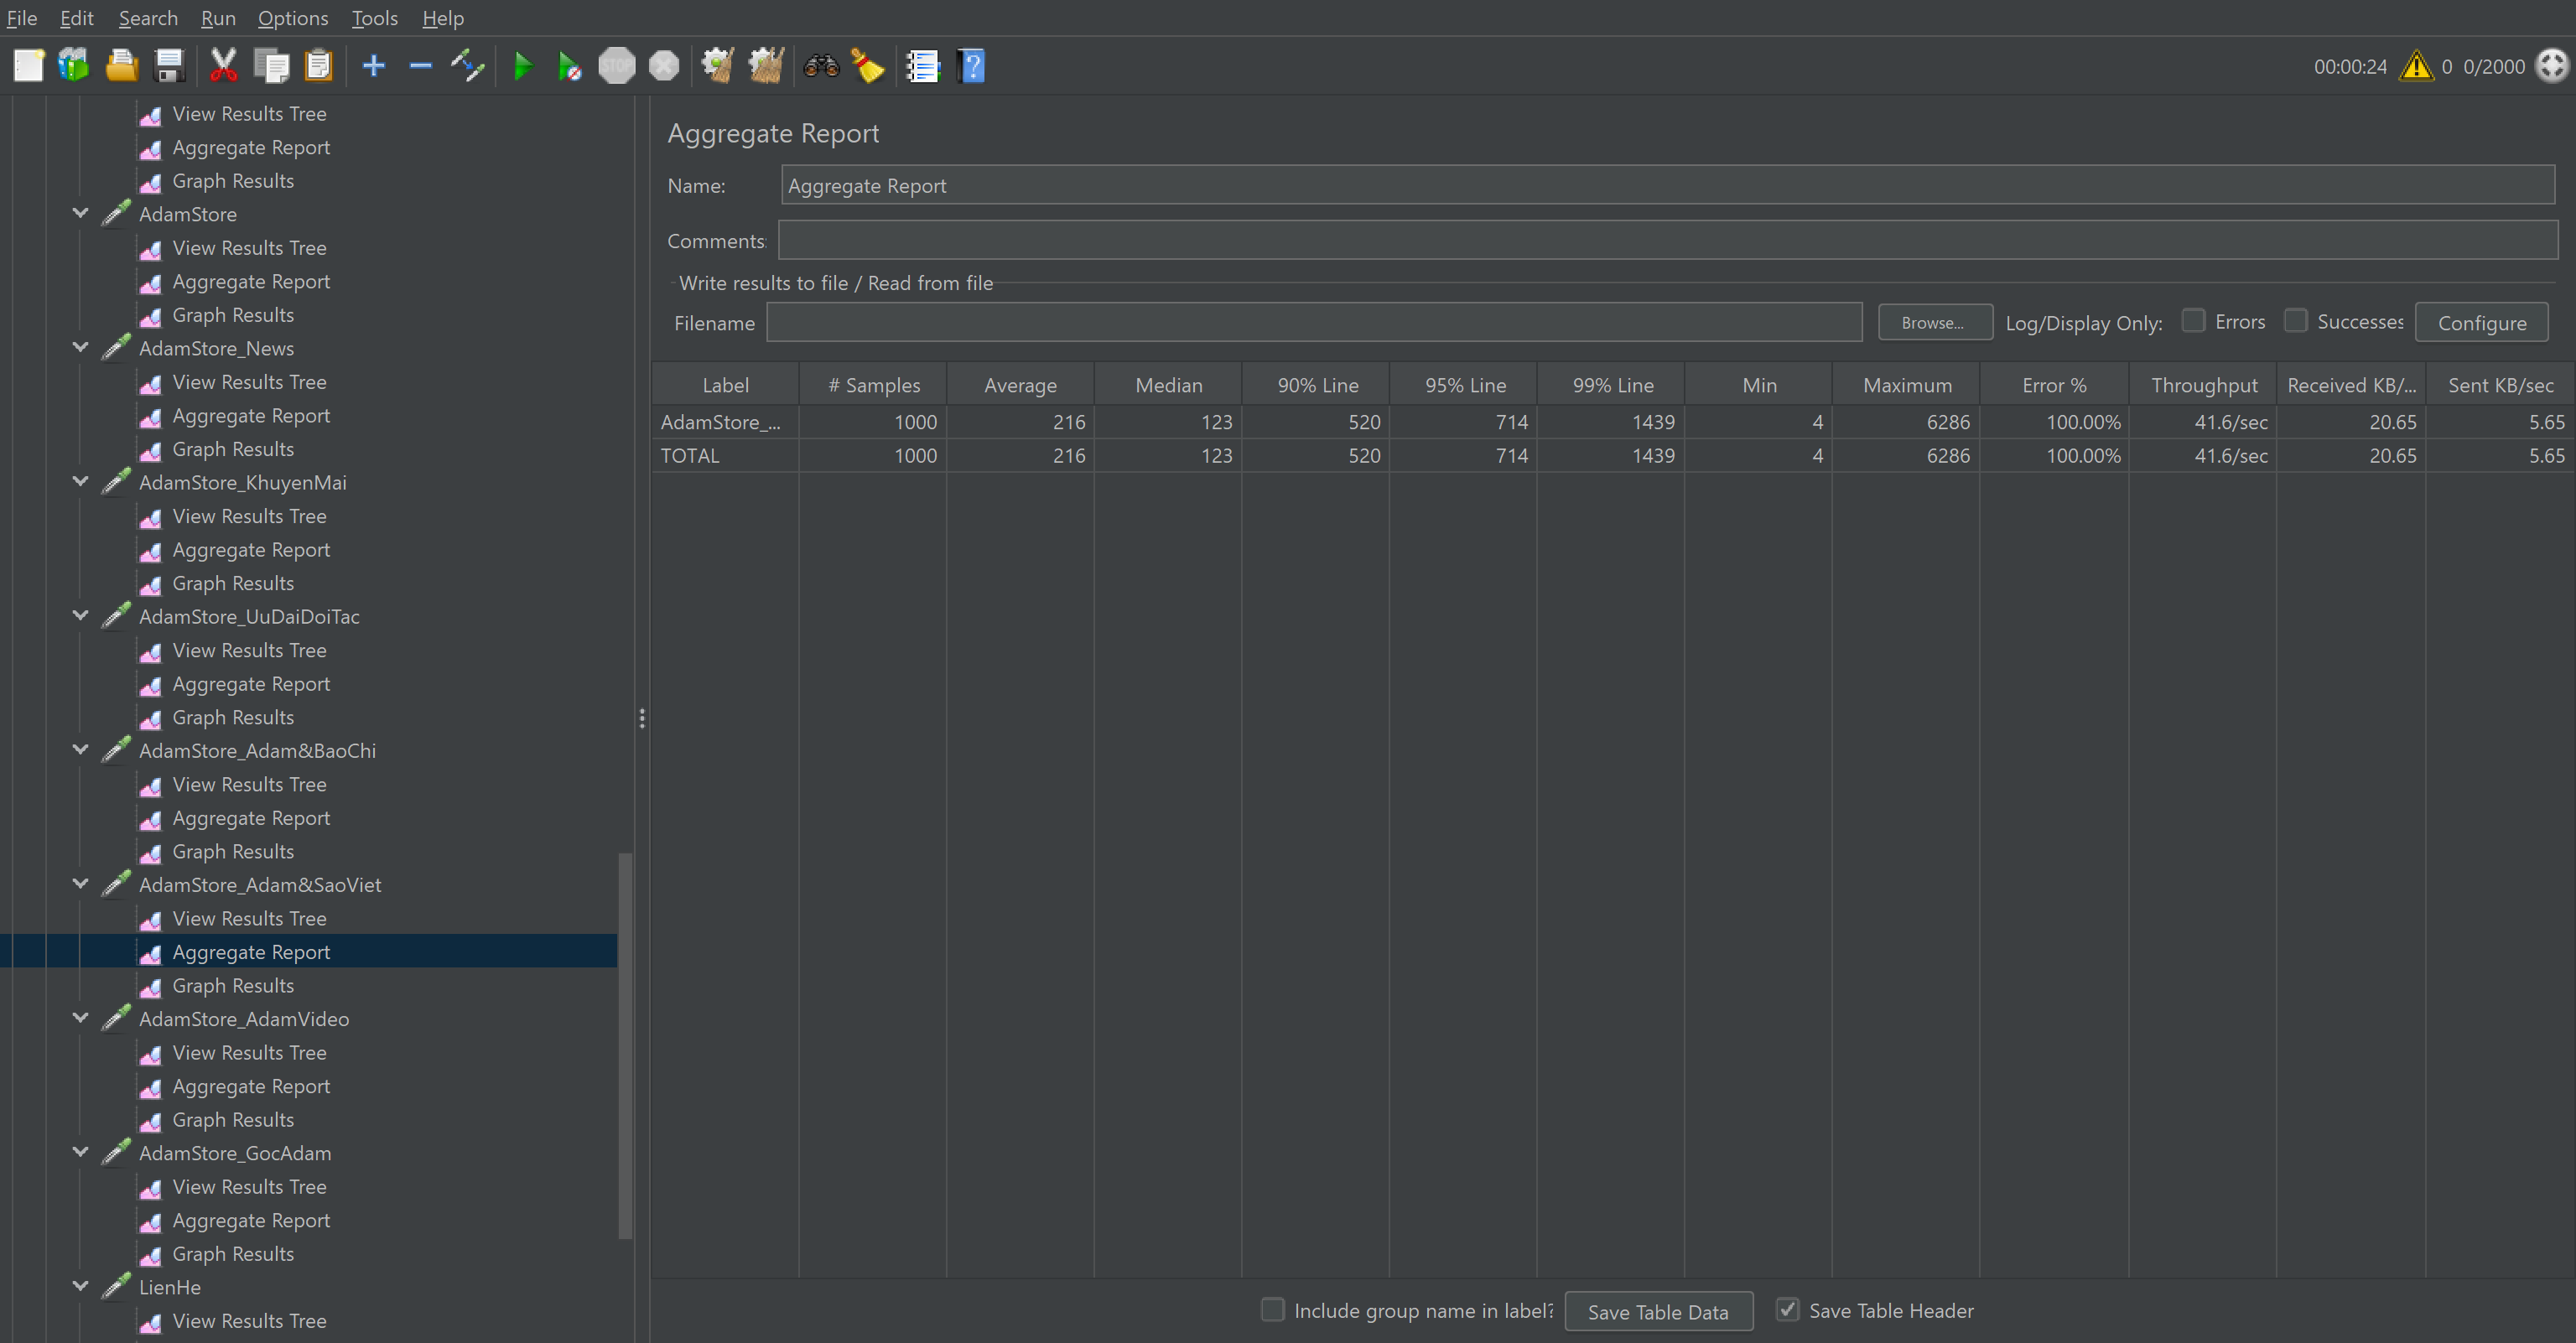 File Edit Search Run Options Tools Help
STOP
00:00:24 0 0/2000
View Results Tree
Aggregate Report
Graph Results
AdamStore
View Results Tree
Aggregate Report
Graph Results
AdamStore_News
View Results Tree
Aggregate Report
Graph Results
AdamStore_KhuyenMai
View Results Tree
Aggregate Report
Graph Results
AdamStore_UuDaiDoiTac
View Results Tree
Aggregate Report
Graph Results
AdamStore_Adam&BaoChi
View Results Tree
Aggregate Report
Graph Results
AdamStore_Adam&SaoViet
View Results Tree
Aggregate Report
Graph Results
AdamStore_AdamVideo
View Results Tree
Aggregate Report
Graph Results
AdamStore_GocAdam
View Results Tree
Aggregate Report
Graph Results
LienHe
View Results Tree
Aggregate Report
Name: Aggregate Report
Comments:
Write results to file / Read from file
Filename Browse... Log/Display Only: Errors Successes Configure
Label # Samples Average Median 90% Line 95% Line 99% Line Min Maximum Error % Throughput Received KB/... Sent KB/sec
AdamStore_... 1000 216 123 520 714 1439 4 6286 100.00% 41.6/sec 20.65 5.65
TOTAL 1000 216 123 520 714 1439 4 6286 100.00% 41.6/sec 20.65 5.65
Include group name in label? Save Table Data Save Table Header